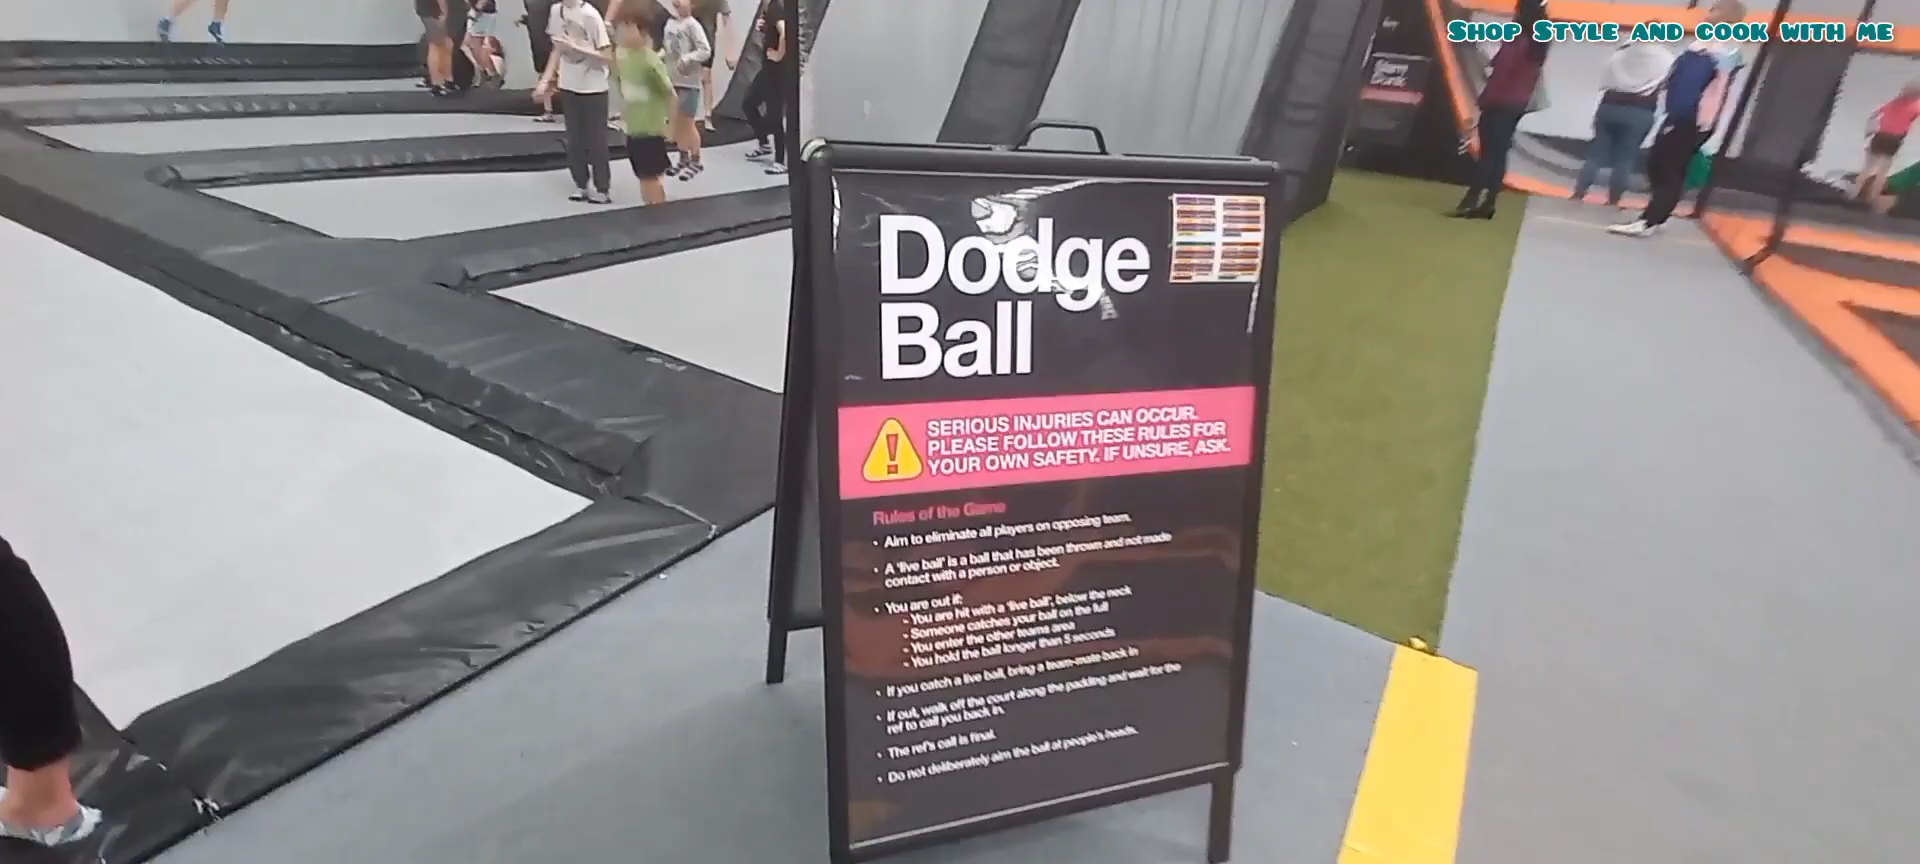 Shop Style and cook with me
Slam
Dunk
Dodge
Ball
SERIOUS INJURIES CAN OCCUR.
PLEASE FOLLOW THESE RULES FOR
YOUR OWN SAFETY. IF UNSURE, ASK.
Rules of the Game
• Aim to eliminate all players on opposing team.
• A 'live ball' is a ball that has been thrown and not made
contact with a person or object.
• You are out if:
- You are hit with a 'live ball', below the neck
- Someone catches your ball on the full
- You enter the other teams area
- You hold the ball longer than 5 seconds
• If you catch a live ball, bring a team-mate back in
• If out, walk off the court along the padding and wait for the
ref to call you back in.
• The ref's call is final.
• Do not deliberately aim the ball at people's heads.